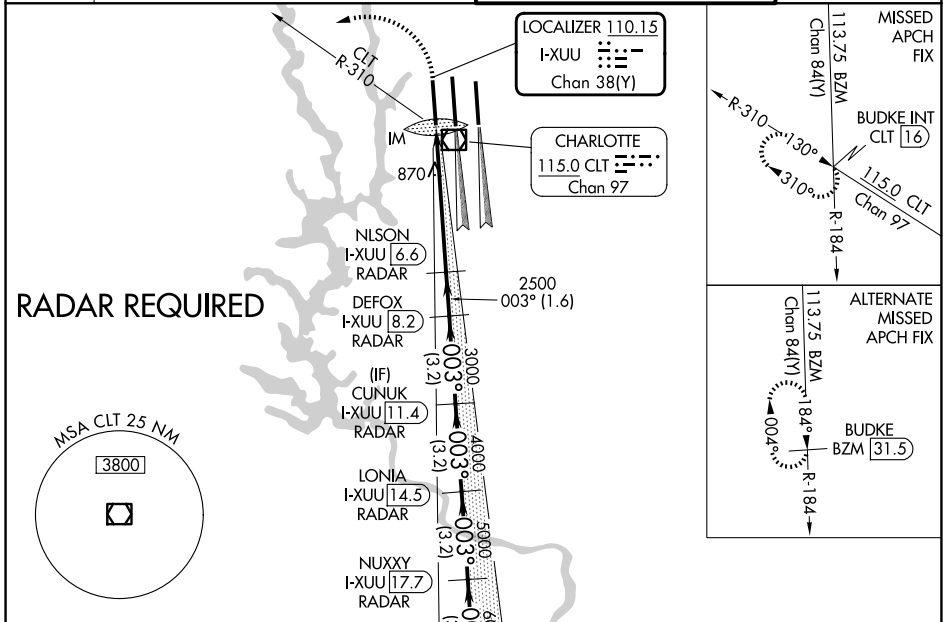 LOCALIZER 110.15
I-XUU
Chan 38(Y)
CLT
R-310
IM
CHARLOTTE
115.0 CLT
Chan 97
870
NLSON
I-XUU 6.6
RADAR
2500
003° (1.6)
RADAR REQUIRED
DEFOX
I-XUU 8.2
RADAR
3000
003°
(3.2)
(IF)
CUNUK
I-XUU 11.4
RADAR
4000
003°
(3.2)
LONIA
I-XUU 14.5
RADAR
5000
003°
(3.2)
NUXXY
I-XUU 17.7
RADAR
MSA CLT 25 NM
3800
MISSED
APCH
FIX
113.75 BZM
Chan 84(Y)
BUDKE INT
CLT 16
R-310
130°
310°
115.0 CLT
Chan 97
R-184
ALTERNATE
MISSED
APCH FIX
113.75 BZM
Chan 84(Y)
184°
004°
BUDKE
BZM 31.5
R-184